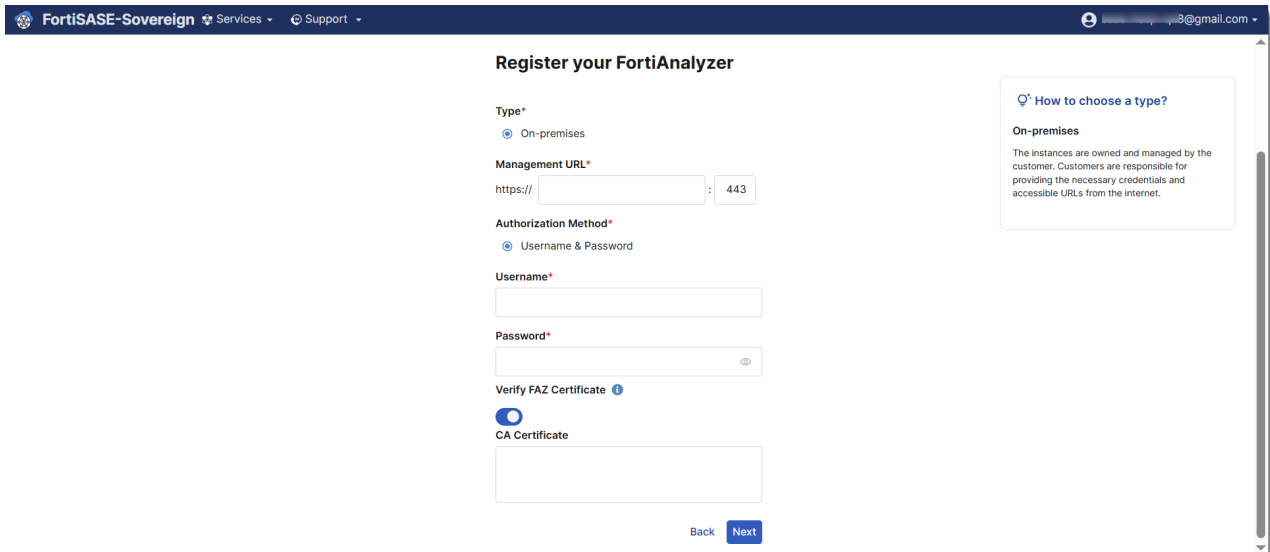 FortiSASE-Sovereign Services Support 8@gmail.com
Register your FortiAnalyzer
Type*
On-premises
Management URL*
https:// : 443
Authorization Method*
Username & Password
Username*
Password*
Verify FAZ Certificate
CA Certificate
Back Next
How to choose a type?
On-premises
The instances are owned and managed by the
customer. Customers are responsible for
providing the necessary credentials and
accessible URLs from the internet.